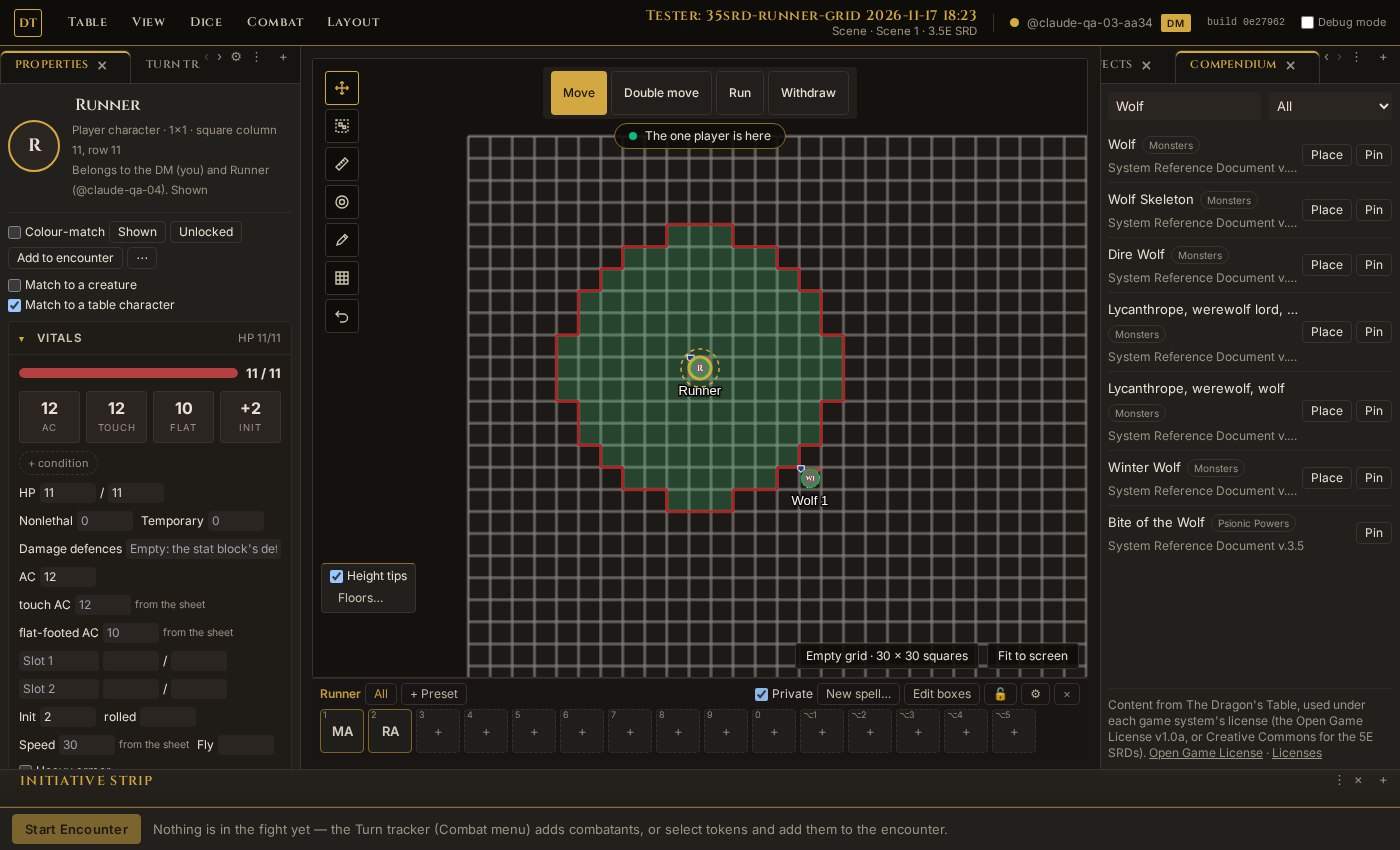 DT TABLE VIEW DICE COMBAT LAYOUT
TESTER: 35SRD-RUNNER-GRID 2026-11-17 18:23
Scene · Scene 1 · 3.5E SRD
@claude-qa-03-aa34 DM build 0e27962 Debug mode
PROPERTIES × TURN TR ‹ › ⚙ ⋮ +
RUNNER
R
Player character · 1×1 · square column
11, row 11
Belongs to the DM (you) and Runner
(@claude-qa-04). Shown
Colour-match Shown Unlocked
Add to encounter ⋯
Match to a creature
Match to a table character
▾ VITALS HP 11/11
11 / 11
12 12 10 +2
AC TOUCH FLAT INIT
+ condition
HP 11 / 11
Nonlethal 0 Temporary 0
Damage defences Empty: the stat block's def
AC 12
touch AC 12 from the sheet
flat-footed AC 10 from the sheet
Slot 1 /
Slot 2 /
Init 2 rolled
Speed 30 from the sheet Fly
Move Double move Run Withdraw
The one player is here
R
Runner
W1
Wolf 1
Height tips
Floors...
Empty grid · 30 × 30 squares Fit to screen
Runner All + Preset Private New spell... Edit boxes 🔓 ⚙ ×
1 2 3 4 5 6 7 8 9 0 ⌥1 ⌥2 ⌥3 ⌥4 ⌥5
MA RA + + + + + + + + + + + + +
ECTS × COMPENDIUM × ‹ › ⋮ +
Wolf All
Wolf Monsters
System Reference Document v.... Place Pin
Wolf Skeleton Monsters
System Reference Document v.... Place Pin
Dire Wolf Monsters
System Reference Document v.... Place Pin
Lycanthrope, werewolf lord, ...
Monsters
System Reference Document v.... Place Pin
Lycanthrope, werewolf, wolf
Monsters
System Reference Document v.... Place Pin
Winter Wolf Monsters
System Reference Document v.... Place Pin
Bite of the Wolf Psionic Powers
System Reference Document v.3.5 Pin
Content from The Dragon's Table, used under
each game system's license (the Open Game
License v1.0a, or Creative Commons for the 5E
SRDs). Open Game License · Licenses
INITIATIVE STRIP ⋮ × +
Start Encounter Nothing is in the fight yet — the Turn tracker (Combat menu) adds combatants, or select tokens and add them to the encounter.